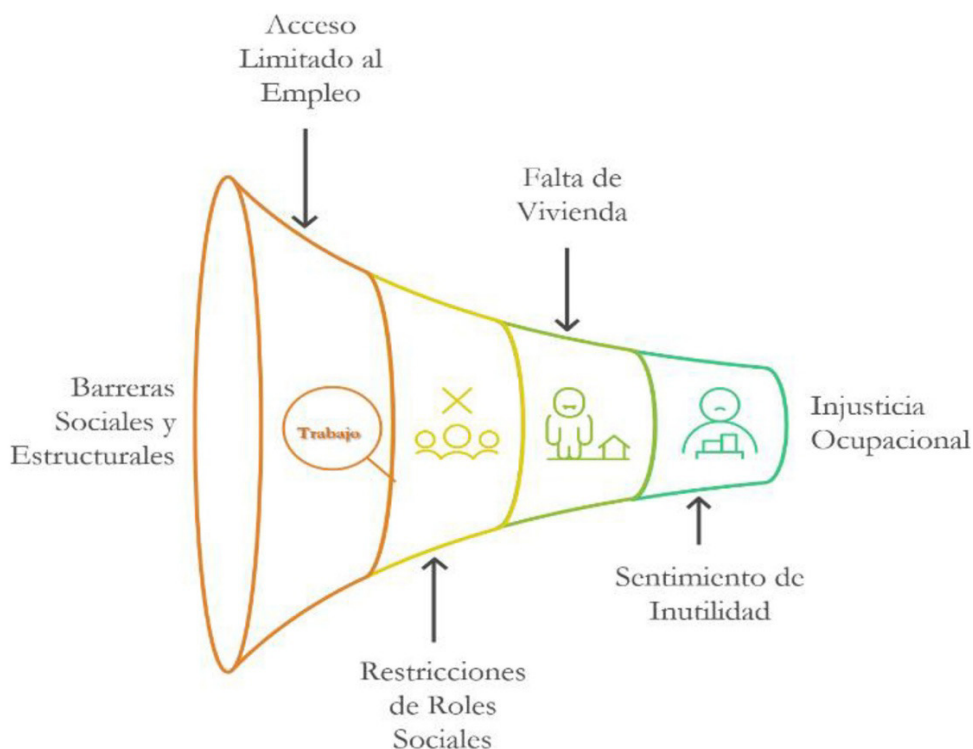 Acceso
Limitado al
Empleo
Falta de
Vivienda
Barreras
Sociales y
Estructurales
Trabajo
Injusticia
Ocupacional
Sentimiento de
Inutilidad
Restricciones
de Roles
Sociales